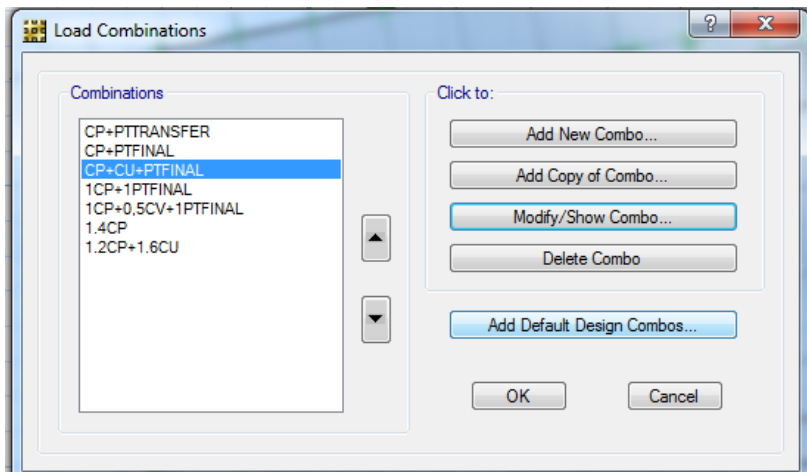 Load Combinations
?
X
Combinations
CP+PTTRANSFER
CP+PTFINAL
CP+CU+PTFINAL
1CP+1PTFINAL
1CP+0,5CV+1PTFINAL
1.4CP
1.2CP+1.6CU
Click to:
Add New Combo...
Add Copy of Combo...
Modify/Show Combo...
Delete Combo
Add Default Design Combos...
OK
Cancel